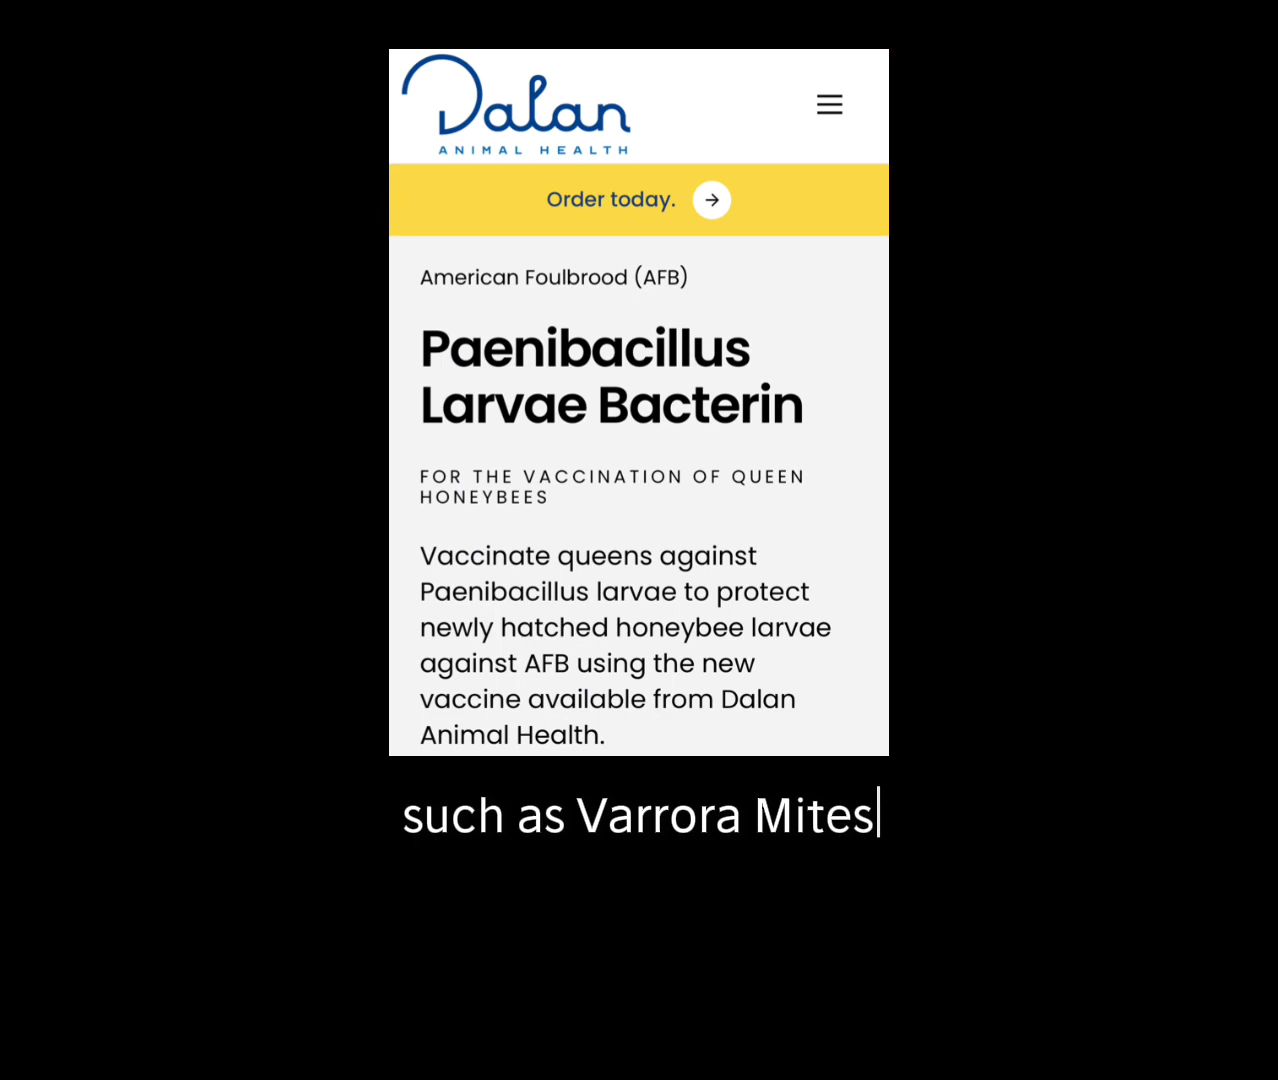 Dalan
ANIMAL HEALTH
Order today.
American Foulbrood (AFB)
Paenibacillus
Larvae Bacterin
FOR THE VACCINATION OF QUEEN
HONEYBEES
Vaccinate queens against
Paenibacillus larvae to protect
newly hatched honeybee larvae
against AFB using the new
vaccine available from Dalan
Animal Health.
such as Varrora Mites